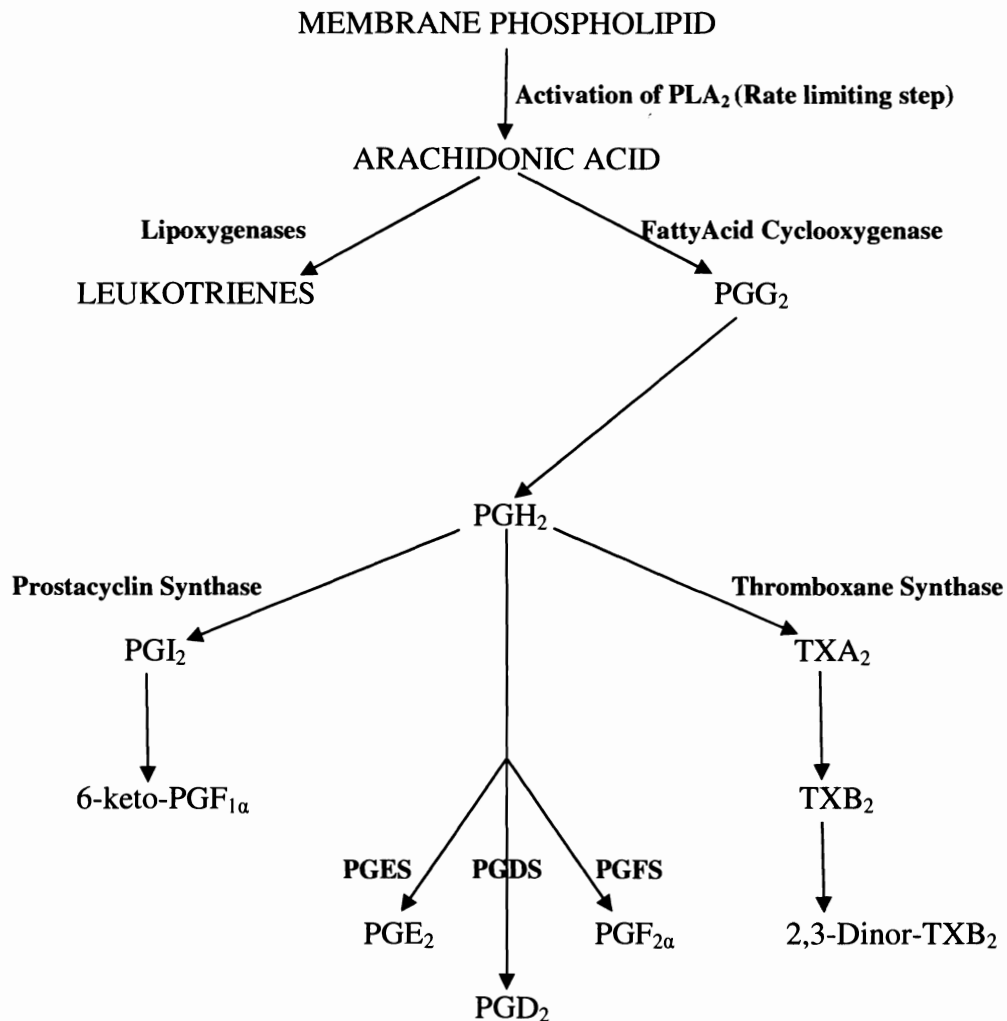 MEMBRANE PHOSPHOLIPID
Activation of PLA₂ (Rate limiting step)
ARACHIDONIC ACID
Lipoxygenases
FattyAcid Cyclooxygenase
LEUKOTRIENES
PGG₂
PGH₂
Prostacyclin Synthase
Thromboxane Synthase
PGI₂
TXA₂
6-keto-PGF₁α
TXB₂
PGES
PGDS
PGFS
PGE₂
PGF₂α
2,3-Dinor-TXB₂
PGD₂